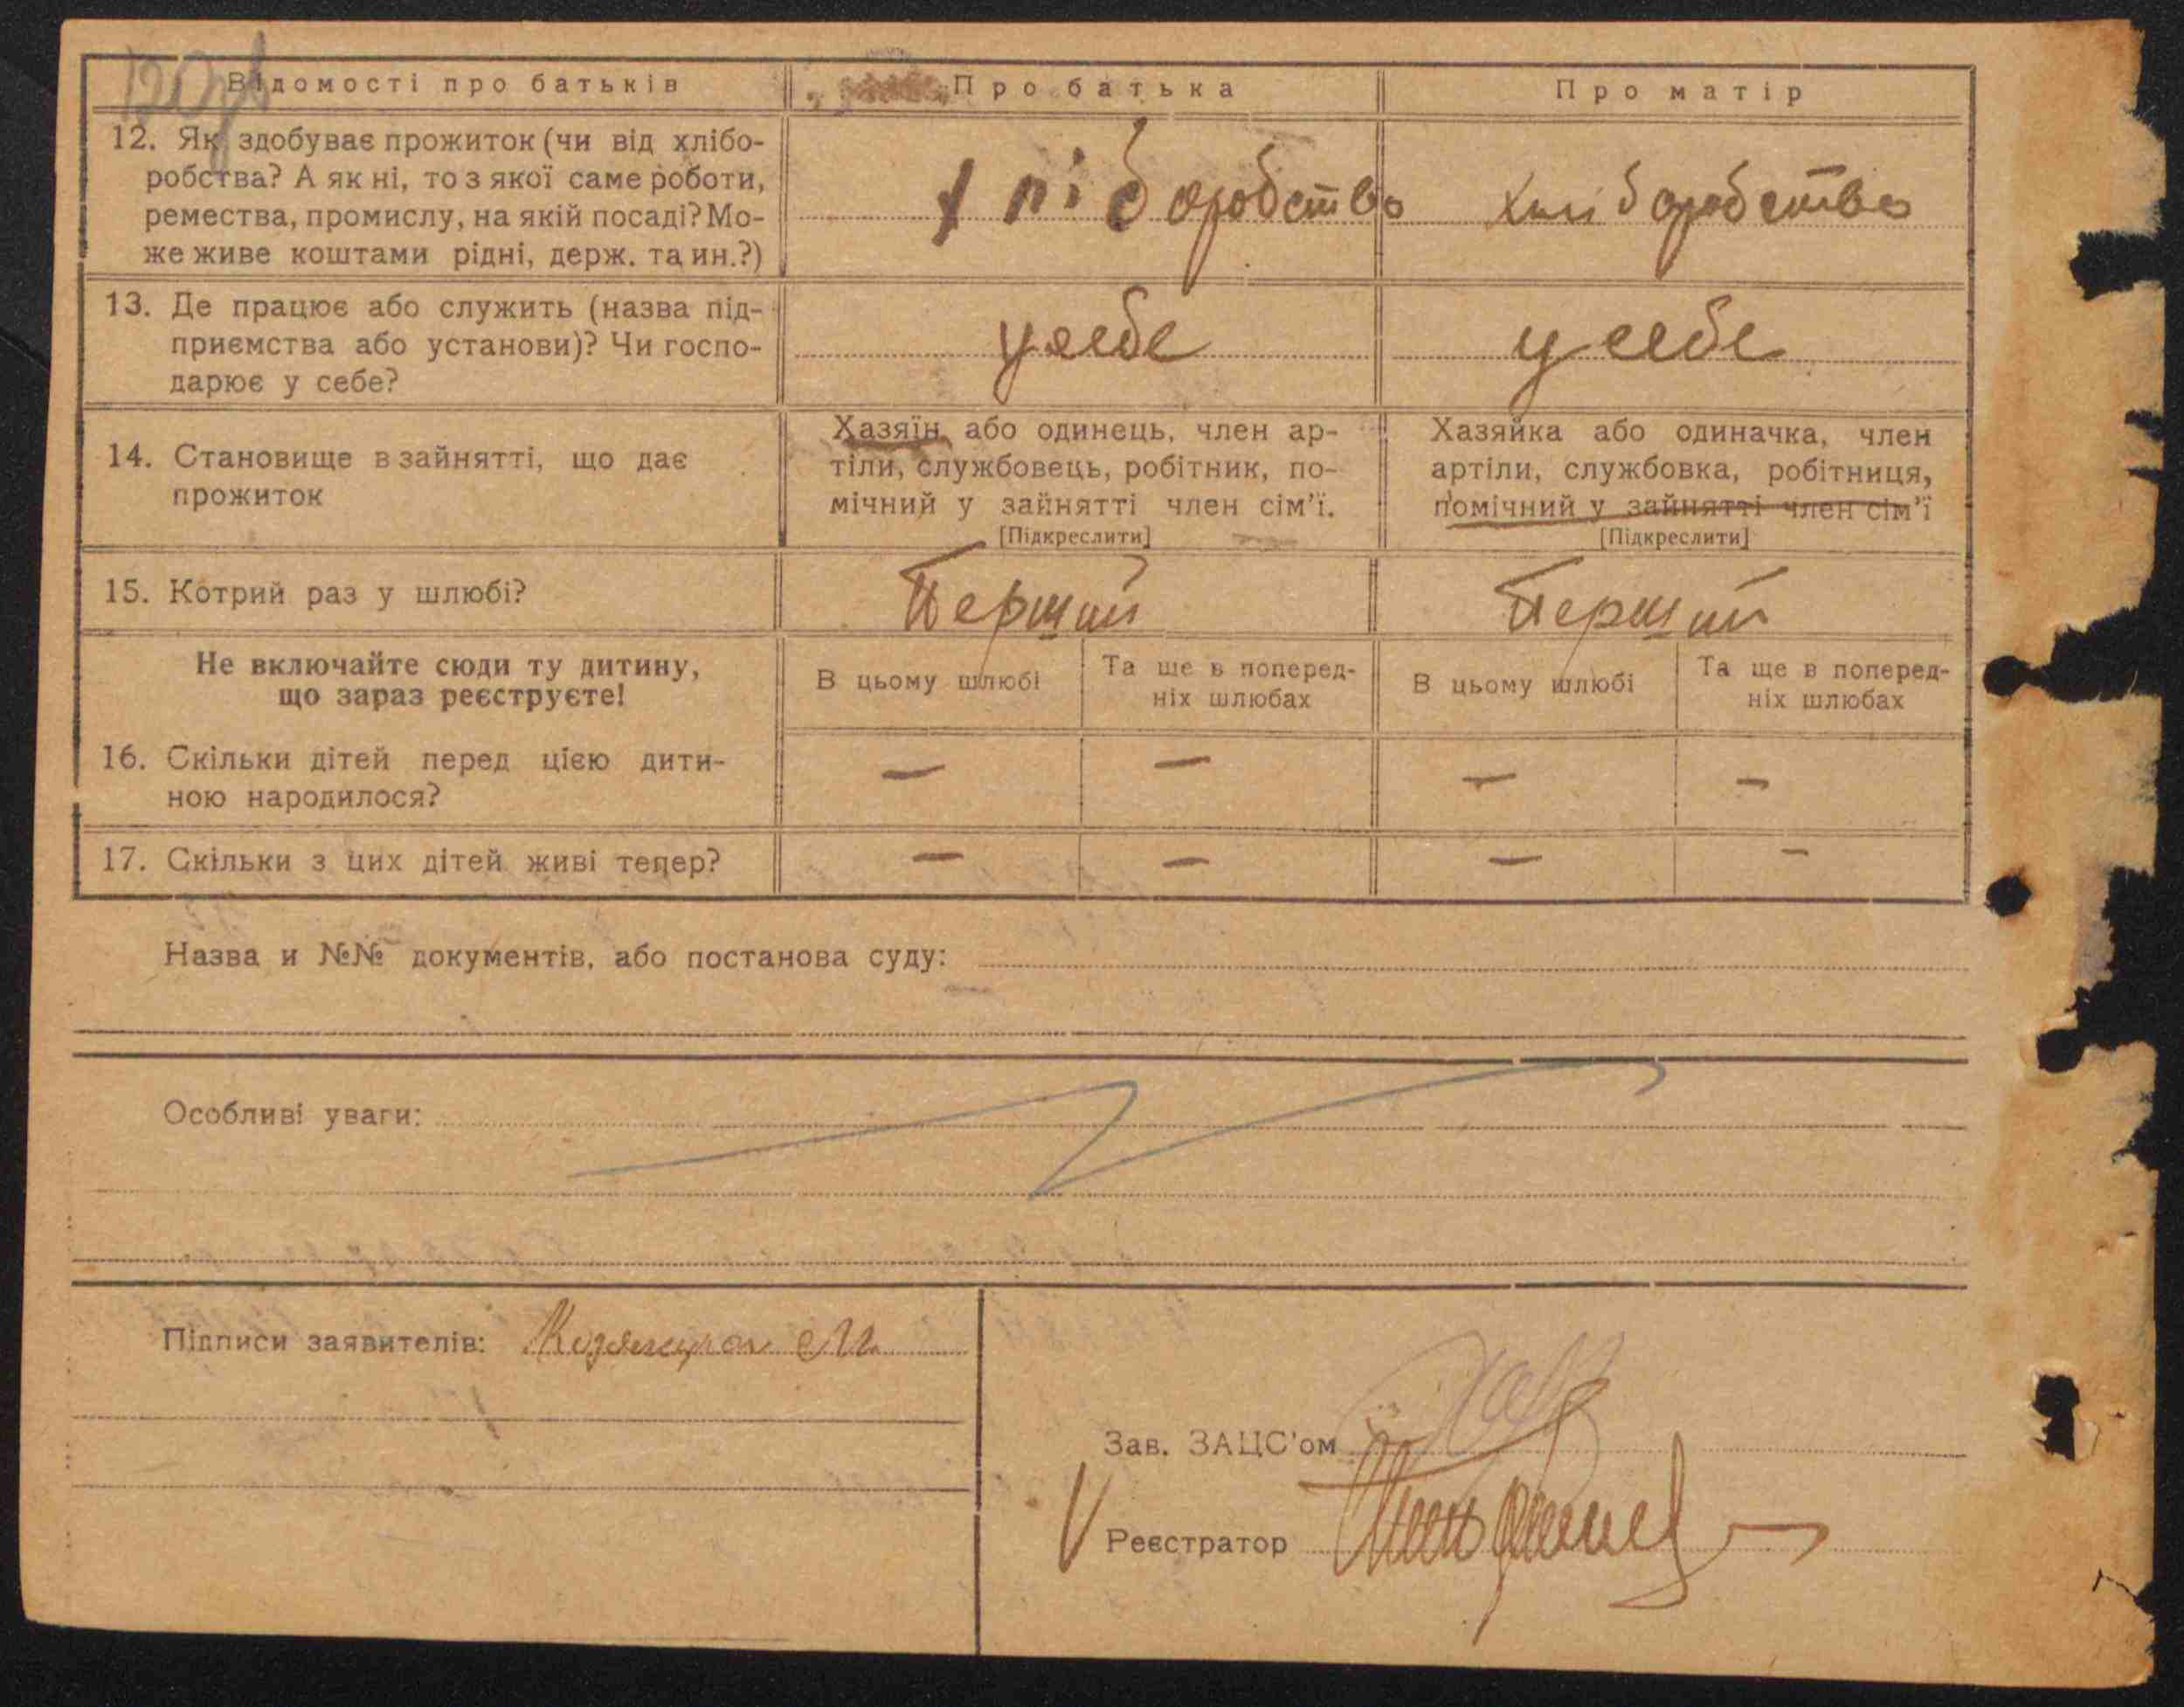 Відомості про батьків
Про батька
Про матір
12. Як здобуває прожиток (чи від хлібо-
робства? А як ні, то з якої саме роботи,
ремества, промислу, на якій посаді? Мо-
же живе коштами рідні, держ. та ин.?)
хліборобство
хліборобство
13. Де працює або служить (назва під-
приємства або установи)? Чи госпо-
дарює у себе?
у себе
у себе
14. Становище в зайнятті, що дає
прожиток
Хазяїн або одинець, член ар-
тіли, службовець, робітник, по-
мічний у зайнятті член сім'ї.
[Підкреслити]
Хазяйка або одиначка, член
артіли, службовка, робітниця,
помічний у зайнятті член сім'ї
[Підкреслити]
15. Котрий раз у шлюбі?
Перший
Перший
Не включайте сюди ту дитину,
що зараз реєструєте!
В цьому шлюбі
Та ще в поперед-
ніх шлюбах
В цьому шлюбі
Та ще в поперед-
ніх шлюбах
16. Скільки дітей перед цією дити-
ною народилося?
— — — —
17. Скільки з цих дітей живі тепер?
— — — —
Назва и №№ документів, або постанова суду:
Особливі уваги:
Підписи заявителів:
Зав. ЗАЦС'ом
Реєстратор